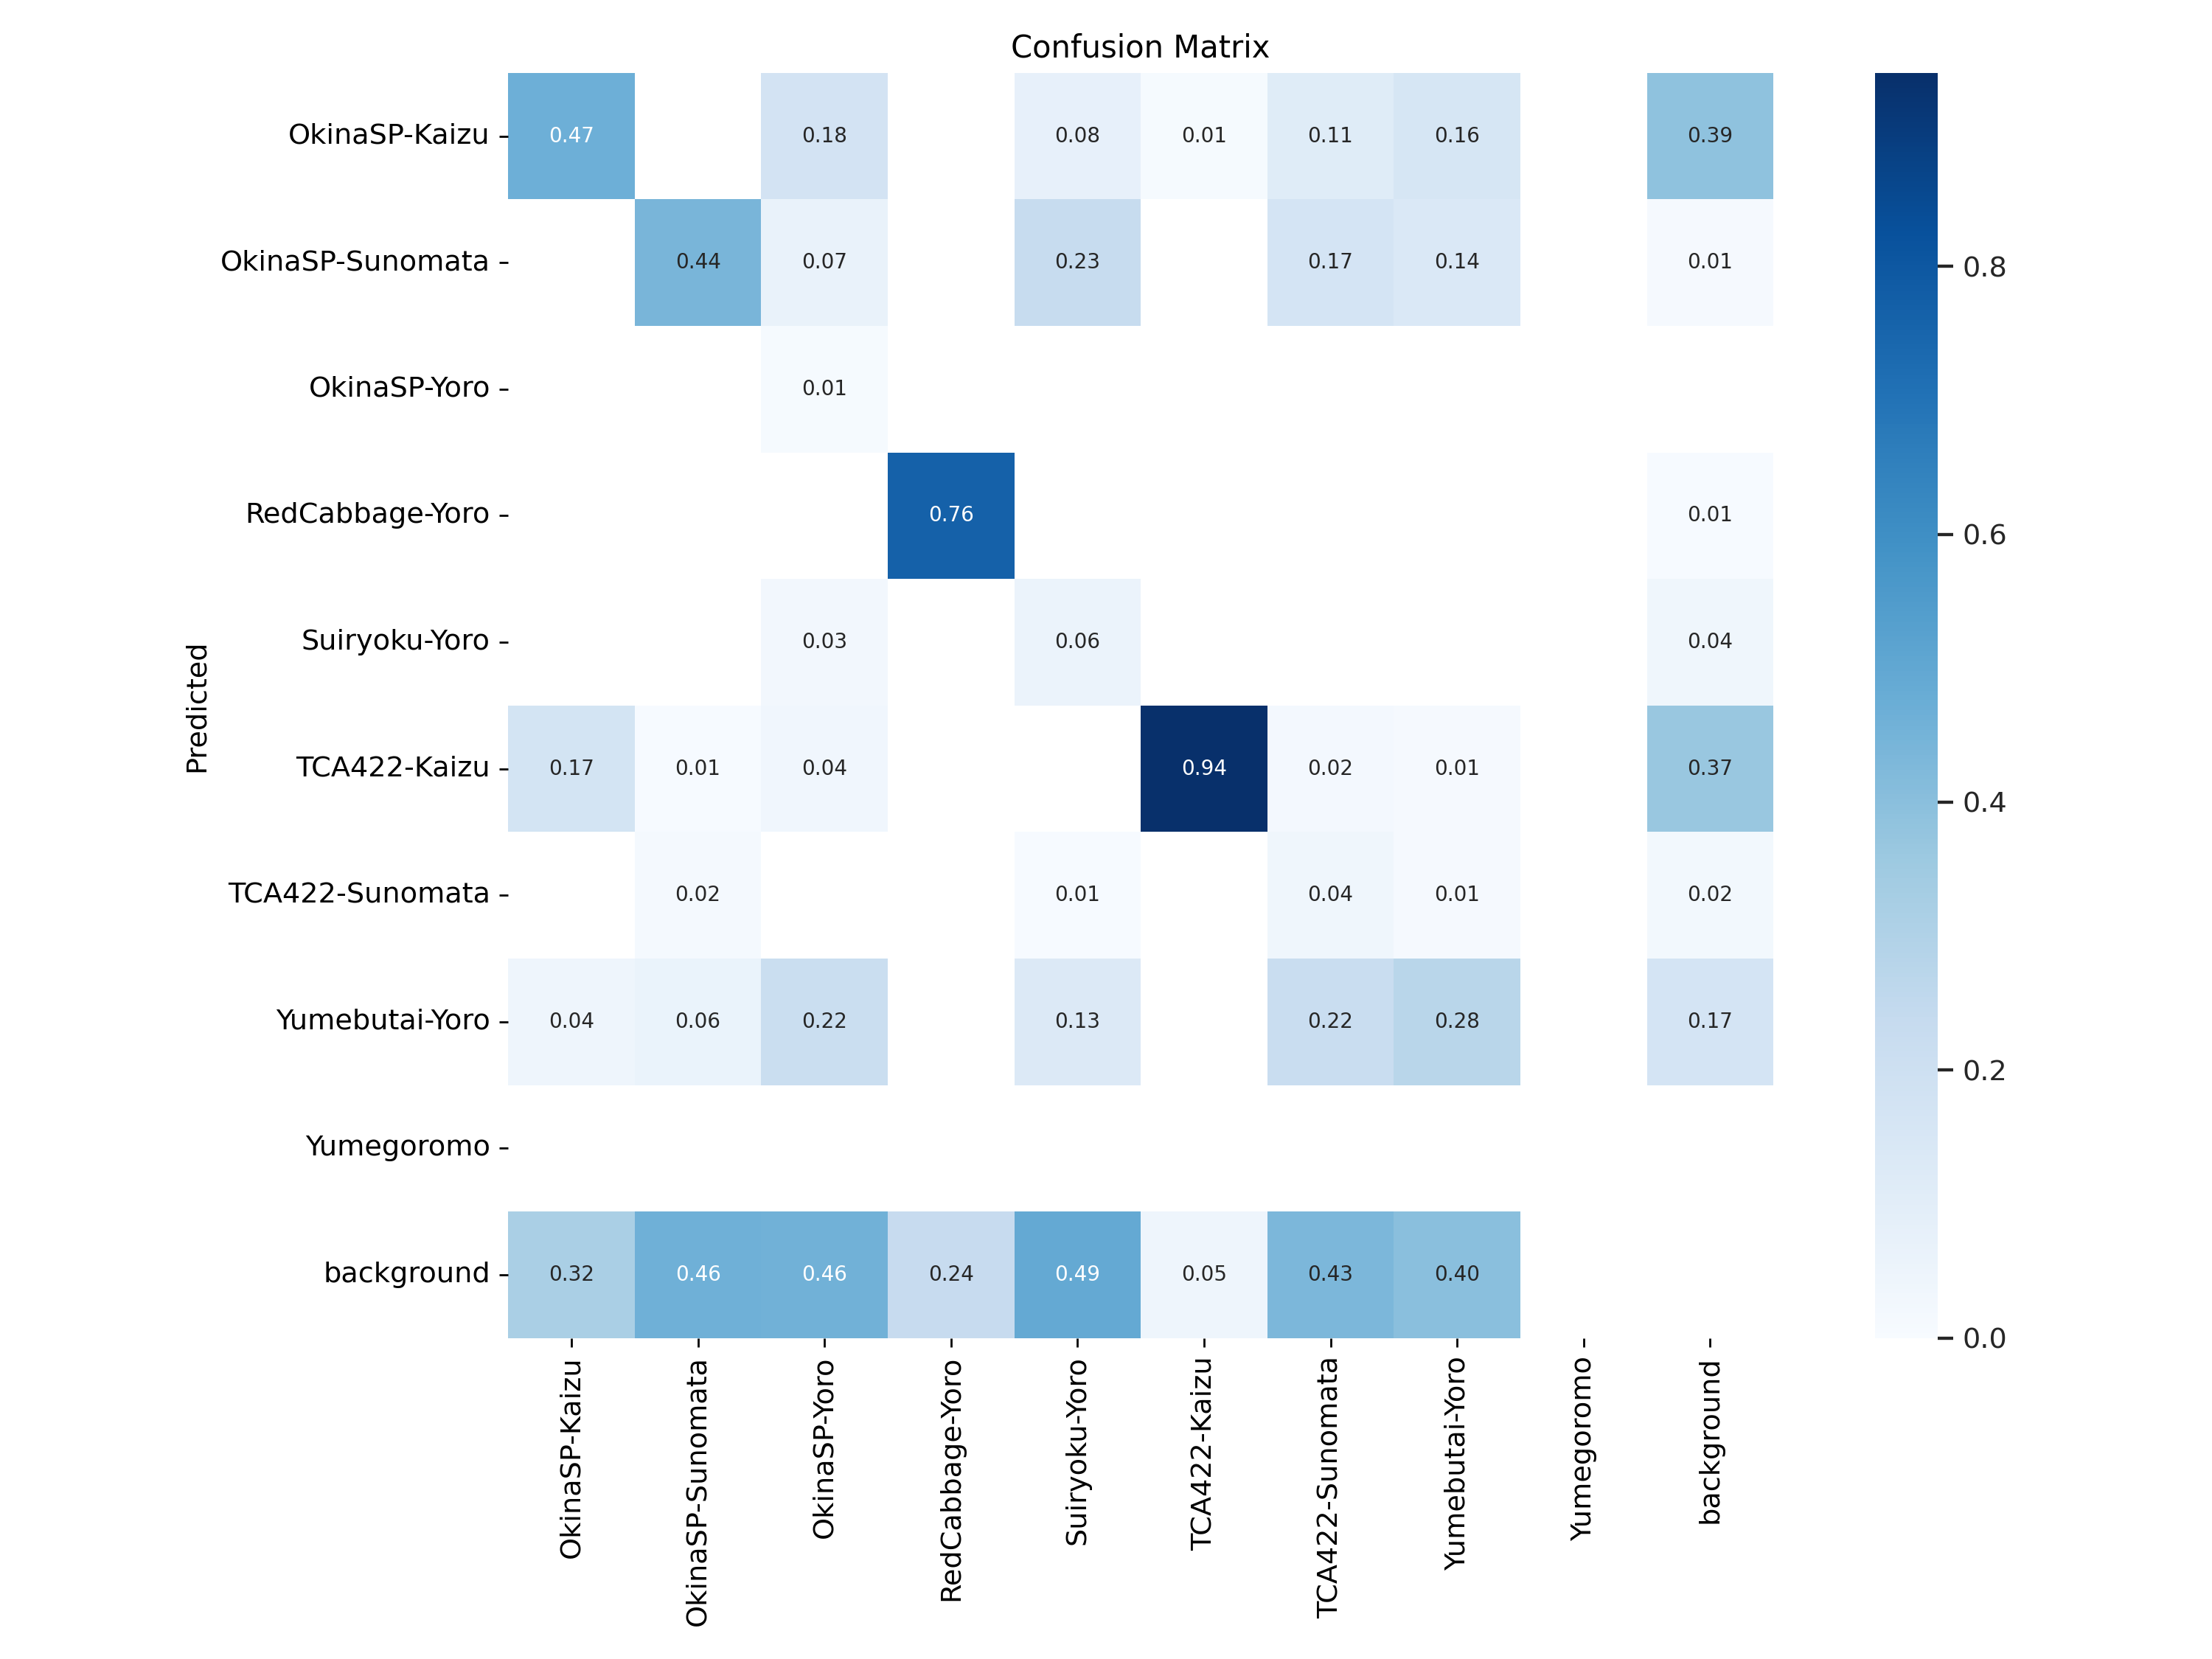 Confusion Matrix
OkinaSP-Kaizu 0.47 0.18 0.08 0.01 0.11 0.16 0.39
OkinaSP-Sunomata 0.44 0.07 0.23 0.17 0.14 0.01
0.8
OkinaSP-Yoro 0.01
RedCabbage-Yoro 0.76 0.01
0.6
Suiryoku-Yoro 0.03 0.06 0.04
Predicted
TCA422-Kaizu 0.17 0.01 0.04 0.94 0.02 0.01 0.37
0.4
TCA422-Sunomata 0.02 0.01 0.04 0.01 0.02
Yumebutai-Yoro 0.04 0.06 0.22 0.13 0.22 0.28 0.17
0.2
Yumegoromo
background 0.32 0.46 0.46 0.24 0.49 0.05 0.43 0.40
0.0
OkinaSP-Kaizu
OkinaSP-Sunomata
OkinaSP-Yoro
RedCabbage-Yoro
Suiryoku-Yoro
TCA422-Kaizu
TCA422-Sunomata
Yumebutai-Yoro
Yumegoromo
background